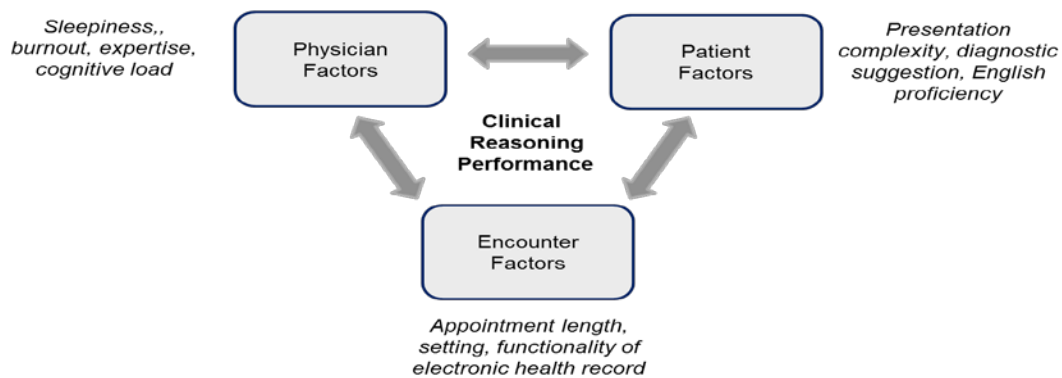 Sleepiness,,
burnout, expertise,
cognitive load
Physician
Factors
Patient
Factors
Presentation
complexity, diagnostic
suggestion, English
proficiency
Clinical
Reasoning
Performance
Encounter
Factors
Appointment length,
setting, functionality of
electronic health record